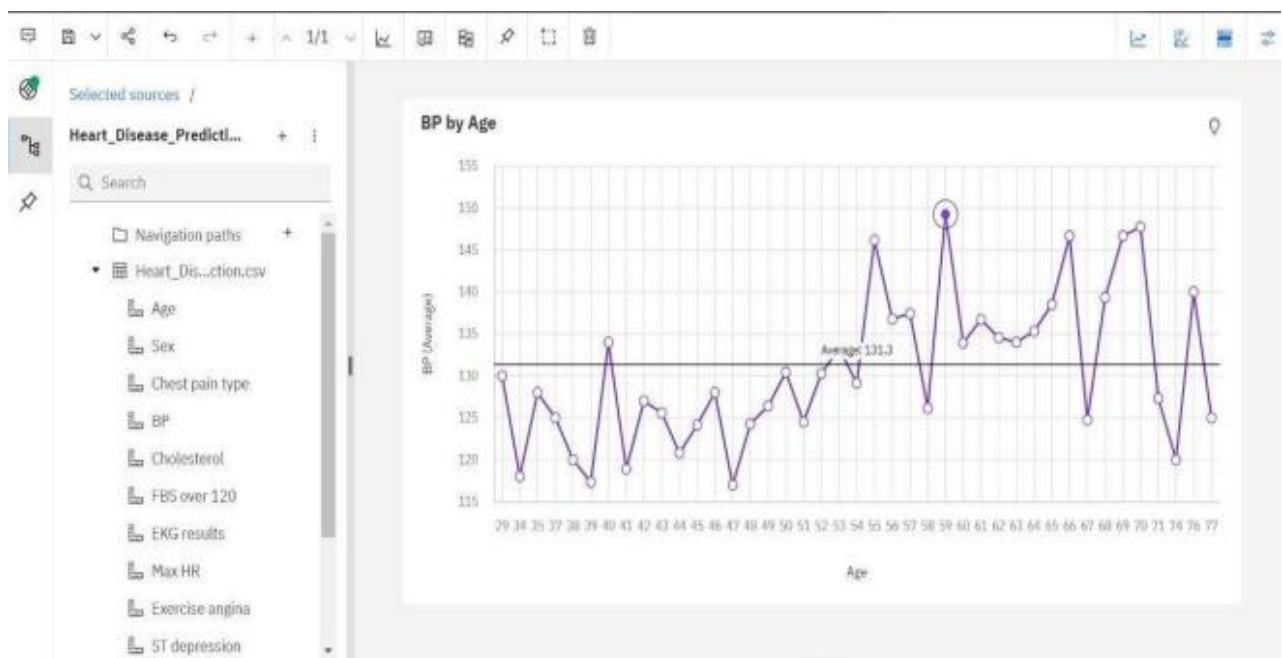 1/1
Selected sources /
Heart_Disease_Predicti...
Search
Navigation paths
Heart_Dis...ction.csv
Age
Sex
Chest pain type
BP
Cholesterol
FBS over 120
EKG results
Max HR
Exercise angina
ST depression
BP by Age
BP (Average)
155
150
145
140
135
130
125
120
115
Average: 131.3
29 34 35 37 38 39 40 41 42 43 44 45 46 47 48 49 50 51 52 53 54 55 56 57 58 59 60 61 62 63 64 65 66 67 68 69 70 71 74 76 77
Age